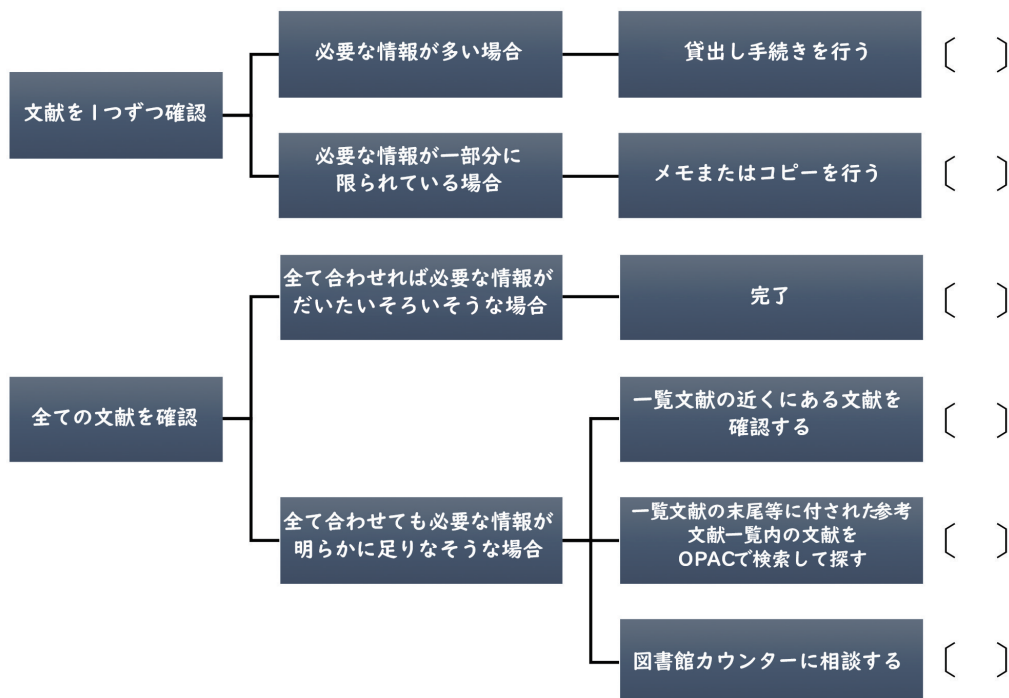 必要な情報が多い場合
貸出し手続きを行う
〔　〕
文献を1つずつ確認
必要な情報が一部分に
限られている場合
メモまたはコピーを行う
〔　〕
全て合わせれば必要な情報が
だいたいそろいそうな場合
完了
〔　〕
全ての文献を確認
一覧文献の近くにある文献を
確認する
〔　〕
全て合わせても必要な情報が
明らかに足りなそうな場合
一覧文献の末尾等に付された参考
文献一覧内の文献を
OPACで検索して探す
〔　〕
図書館カウンターに相談する
〔　〕